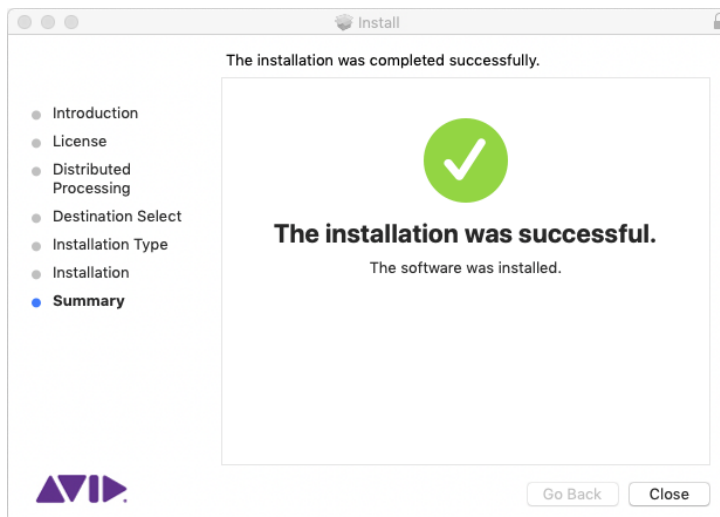 Install
The installation was completed successfully.
Introduction
License
Distributed
Processing
Destination Select
Installation Type
Installation
Summary
The installation was successful.
The software was installed.
AVID
Go Back
Close